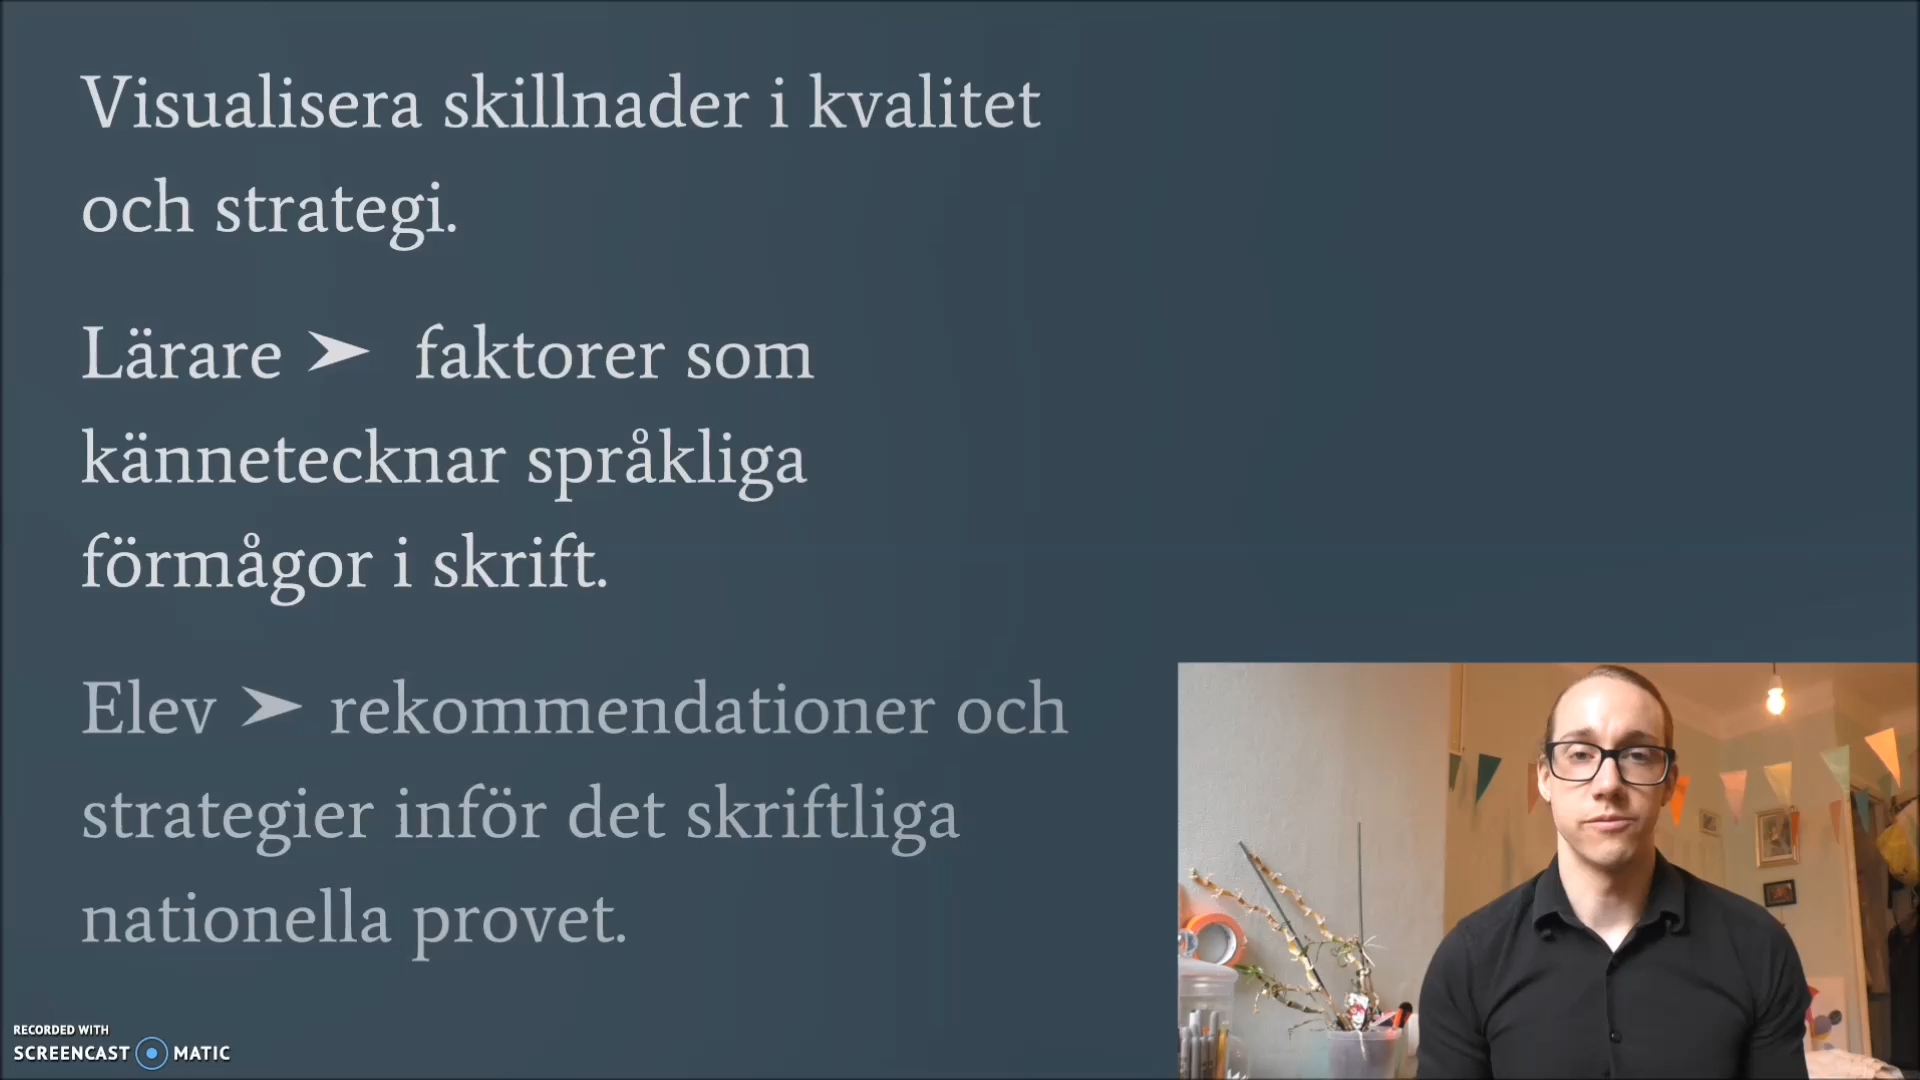 Visualisera skillnader i kvalitet
och strategi.
Lärare ➤ faktorer som
kännetecknar språkliga
förmågor i skrift.
Elev ➤ rekommendationer och
strategier inför det skriftliga
nationella provet.
RECORDED WITH
SCREENCAST MATIC